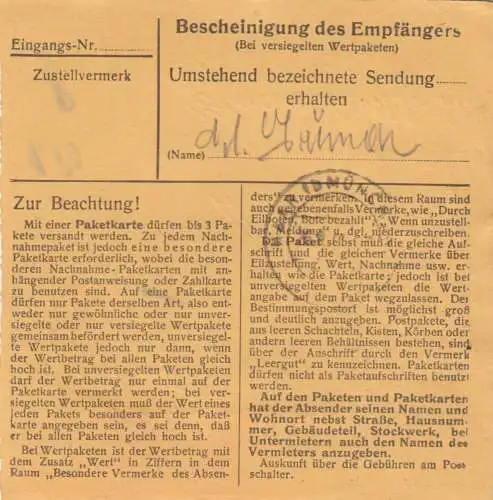 Eingangs-Nr.
Zustellvermerk
Bescheinigung des Empfängers
(Bei versiegelten Wertpaketen)
Umstehend bezeichnete Sendung
erhalten
(Name)
Zur Beachtung!
Mit einer Paketkarte dürfen bis 3 Pa-
kete versandt werden. Zu jedem Nach-
nahmepaket ist jedoch eine besondere
Paketkarte erforderlich, wobei die beson-
deren Nachnahme-Paketkarten mit an-
hängender Postanweisung oder Zahlkarte
zu benutzen sind. Auf eine Paketkarte
dürfen nur Pakete derselben Art, also ent-
weder nur gewöhnliche oder nur unver-
siegelte oder nur versiegelte Wertpakete
gemeinsam befördert werden, unversiegel-
te Wertpakete jedoch nur dann, wenn
der Wertbetrag bei allen Paketen gleich
hoch ist. Bei unversiegelten Wertpaketen
darf der Wertbetrag nur einmal auf der
Paketkarte vermerkt werden; bei ver-
siegelten Wertpaketen muß der Wert eines
jeden Pakets besonders auf der Paket-
karte angegeben sein, es sei denn, daß
er bei allen Paketen gleich hoch ist.
Bei Wertpaketen ist der Wertbetrag mit
dem Zusatz „Wert" in Ziffern in dem
Raum „Besondere Vermerke des Absen-
ders" zu vermerken. In diesem Raum sind
auch gegebenenfalls Vermerke, wie „Durch
Eilboten, Bote bezahlt", „Wenn unzustell-
bar, Meldung" u. dgl. niederzuschreiben.
Das Paket selbst muß die gleiche Auf-
schrift und die gleichen Vermerke über
Eilzustellung, Wert, Nachnahme usw. er-
halten wie die Paketkarte; jedoch ist bei
unversiegelten Wertpaketen die Wert-
angabe auf dem Paket wegzulassen. Der
Bestimmungspostort ist möglichst groß
und deutlich anzugeben. Postpakete, die
aus leeren Schachteln, Kisten, Körben oder
andern leeren Behältnissen bestehen, sind
über der Anschrift durch den Vermerk
„Leergut" zu kennzeichnen. Paketkarten
dürfen nicht als Paketaufschriften benutzt
werden.
Auf den Paketen und Paketkarten
hat der Absender seinen Namen und
Wohnort nebst Straße, Hausnum-
mer, Gebäudeteil, Stockwerk, bei
Untermietern auch den Namen des
Vermieters anzugeben.
Auskunft über die Gebühren am Post
schalter.